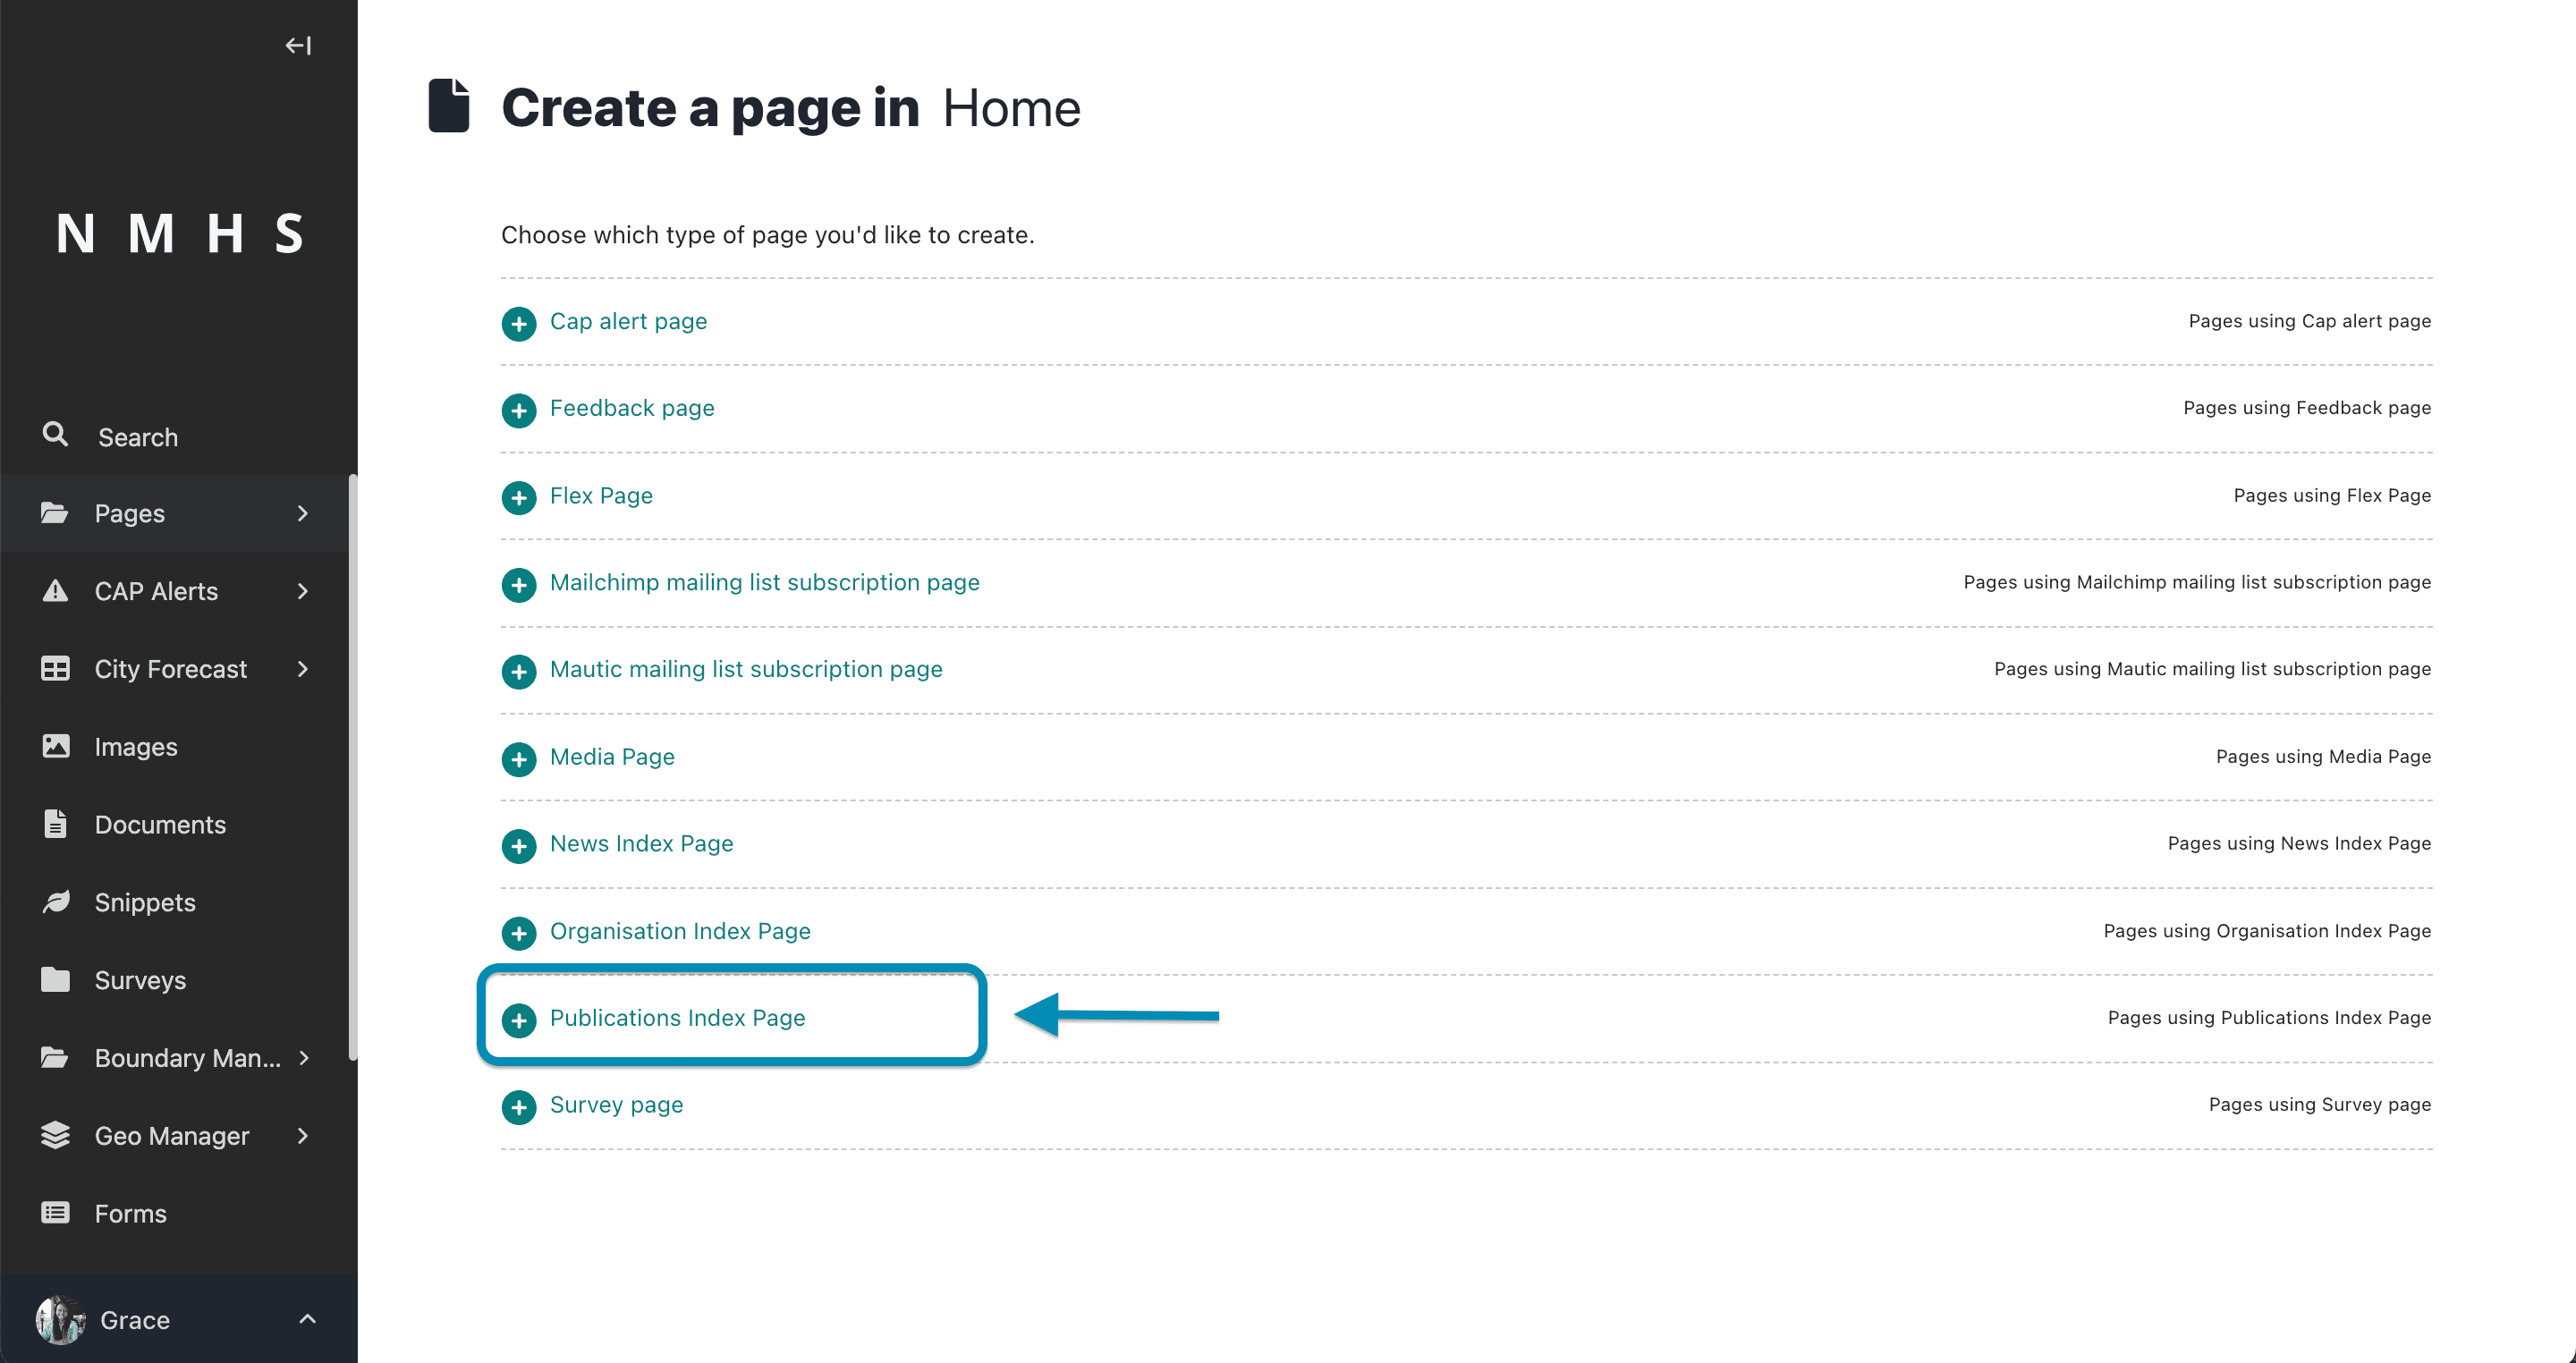 N M H S
Search
Pages
CAP Alerts
City Forecast
Images
Documents
Snippets
Surveys
Boundary Man...
Geo Manager
Forms
Grace
Create a page in Home
Choose which type of page you'd like to create.
Cap alert page Pages using Cap alert page
Feedback page Pages using Feedback page
Flex Page Pages using Flex Page
Mailchimp mailing list subscription page Pages using Mailchimp mailing list subscription page
Mautic mailing list subscription page Pages using Mautic mailing list subscription page
Media Page Pages using Media Page
News Index Page Pages using News Index Page
Organisation Index Page Pages using Organisation Index Page
Publications Index Page Pages using Publications Index Page
Survey page Pages using Survey page